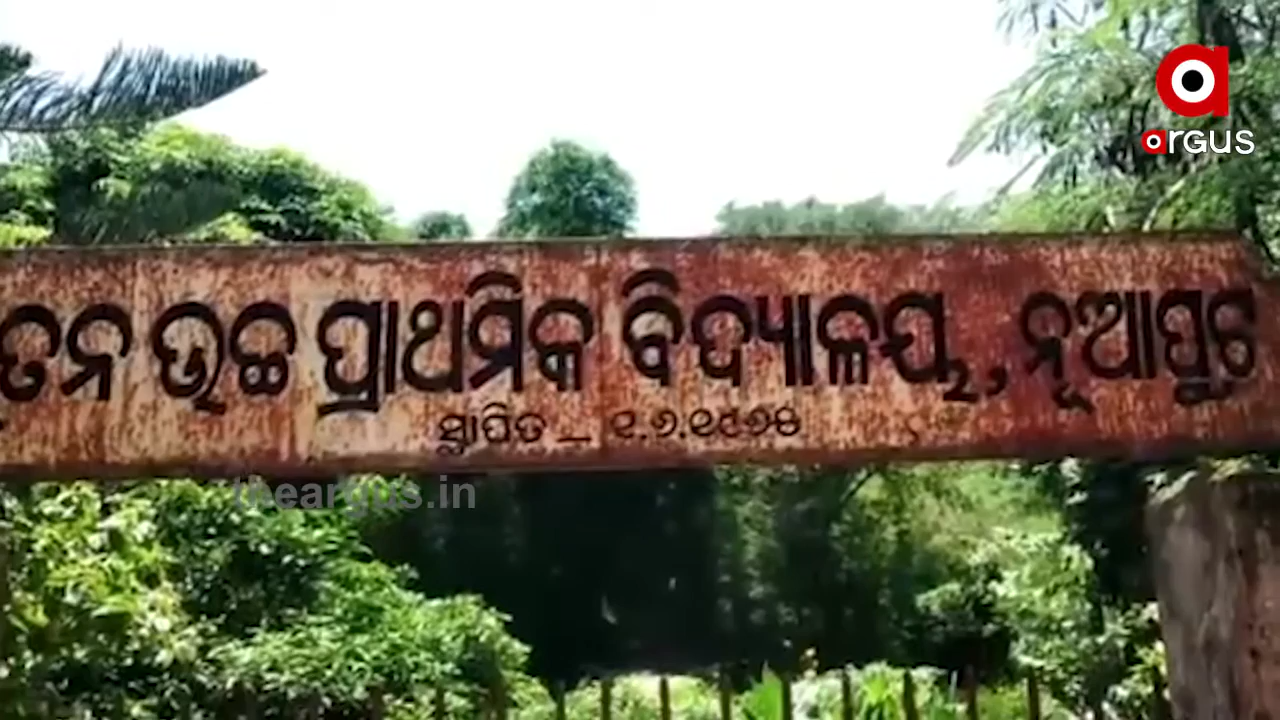 argus
ଉଚ୍ଚ ପ୍ରାଥମିକ ବିଦ୍ୟାଳୟ, ନୂଆପୁଟ
ସ୍ଥାପିତ –
theargus.in